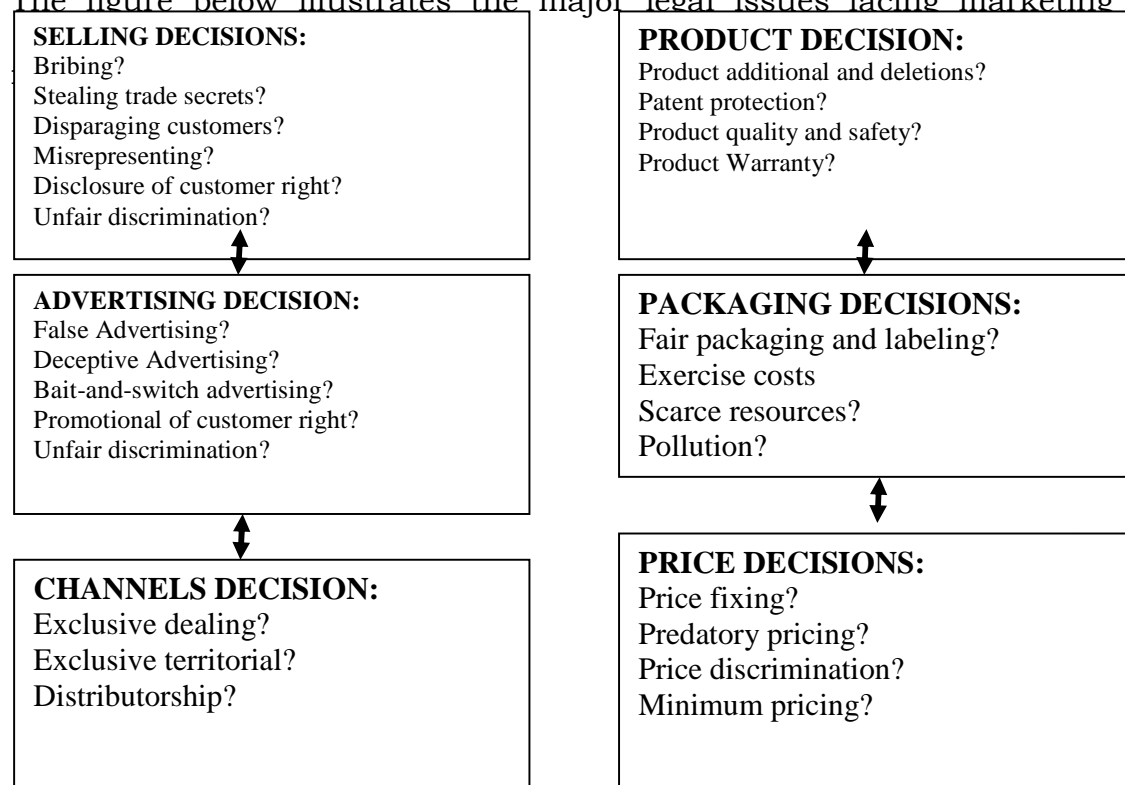 The figure below illustrates the major legal issues facing marketing
SELLING DECISIONS:
Bribing?
Stealing trade secrets?
Disparaging customers?
Misrepresenting?
Disclosure of customer right?
Unfair discrimination?
ADVERTISING DECISION:
False Advertising?
Deceptive Advertising?
Bait-and-switch advertising?
Promotional of customer right?
Unfair discrimination?
CHANNELS DECISION:
Exclusive dealing?
Exclusive territorial?
Distributorship?
PRODUCT DECISION:
Product additional and deletions?
Patent protection?
Product quality and safety?
Product Warranty?
PACKAGING DECISIONS:
Fair packaging and labeling?
Exercise costs
Scarce resources?
Pollution?
PRICE DECISIONS:
Price fixing?
Predatory pricing?
Price discrimination?
Minimum pricing?